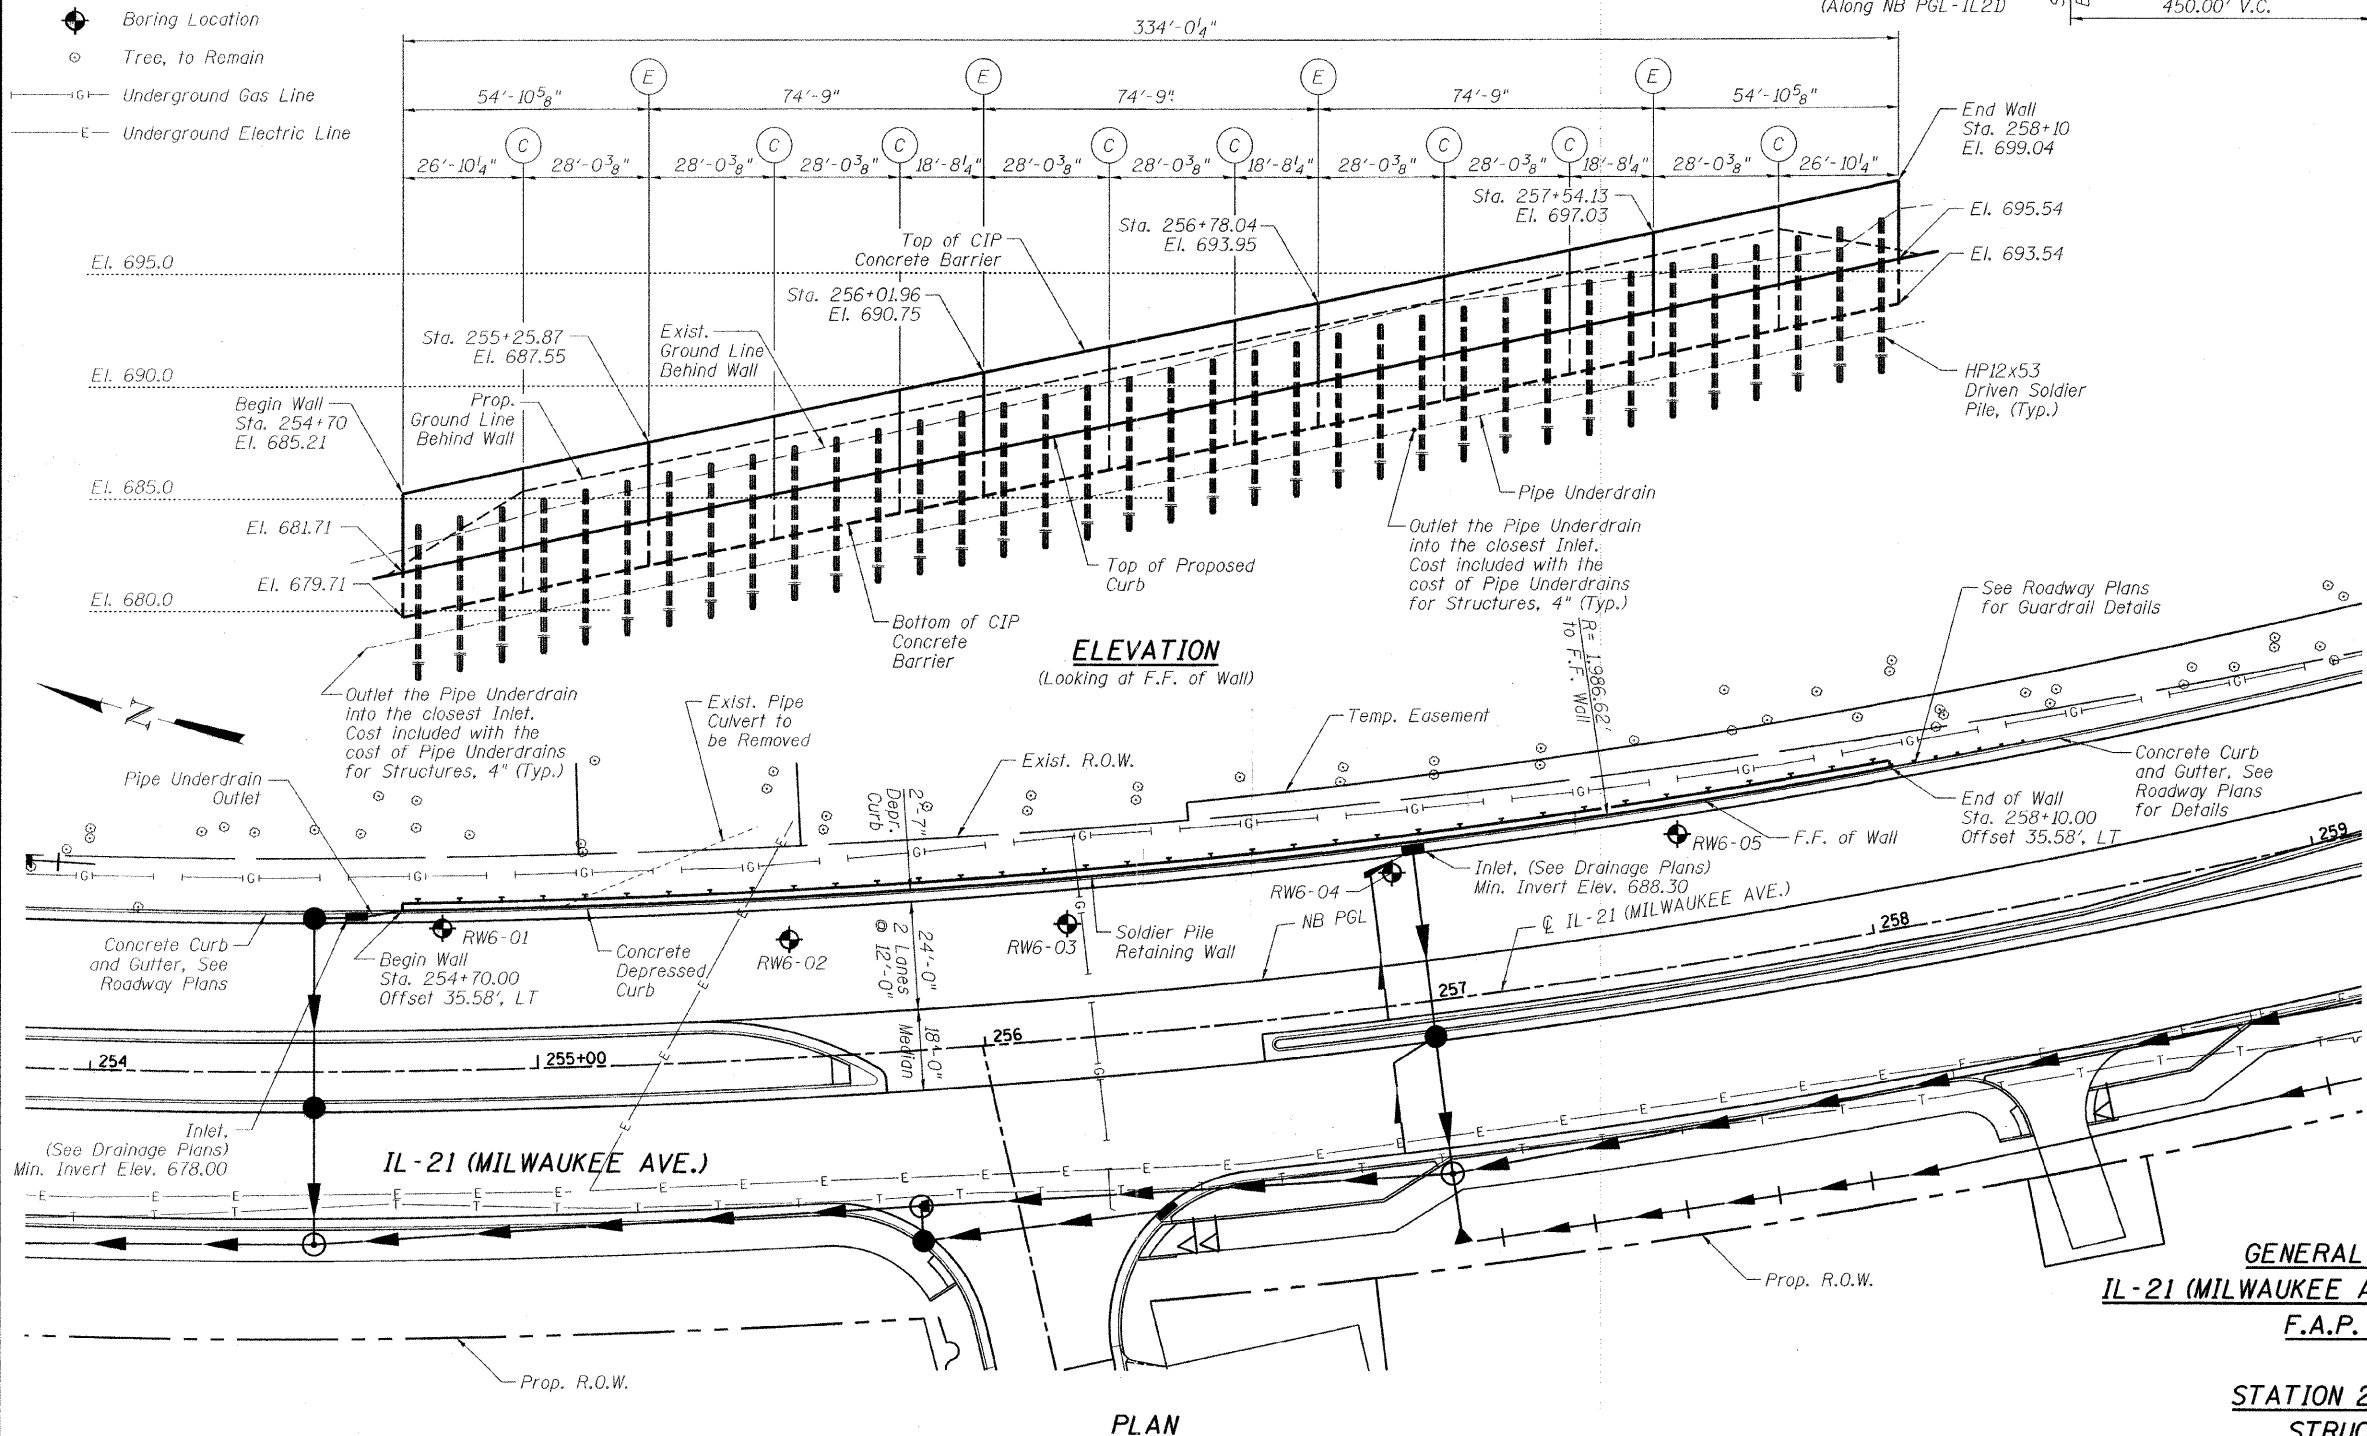 Boring Location
Tree, to Remain
G Underground Gas Line
E Underground Electric Line
(Along NB PGL-IL21)
450.00' V.C.
334'-0¼"
E E E E
54'-10⅝" 74'-9" 74'-9" 74'-9" 54'-10⅝"
C C C C C C C C
26'-10¼" 28'-0⅜" 28'-0⅜" 28'-0⅜" 18'-8¼" 28'-0⅜" 28'-0⅜" 18'-8¼" 28'-0⅜" 28'-0⅜" 18'-8¼" 28'-0⅜" 26'-10¼"
End Wall
Sta. 258+10
El. 699.04
Sta. 257+54.13
El. 697.03
Sta. 256+78.04
El. 693.95
El. 695.54
El. 693.54
Top of CIP
Concrete Barrier
El. 695.0
Sta. 256+01.96
El. 690.75
Sta. 255+25.87
El. 687.55
Exist.
Ground Line
Behind Wall
El. 690.0
HP12x53
Driven Soldier
Pile, (Typ.)
Begin Wall
Sta. 254+70
El. 685.21
Prop.
Ground Line
Behind Wall
El. 685.0
El. 681.71
El. 679.71
El. 680.0
Pipe Underdrain
Outlet the Pipe Underdrain
into the closest Inlet.
Cost included with the
cost of Pipe Underdrains
for Structures, 4" (Typ.)
Top of Proposed
Curb
Bottom of CIP
Concrete
Barrier
ELEVATION
(Looking at F.F. of Wall)
See Roadway Plans
for Guardrail Details
R= 1,986.62'
to F.F. Wall
N
Outlet the Pipe Underdrain
into the closest Inlet.
Cost included with the
cost of Pipe Underdrains
for Structures, 4" (Typ.)
Exist. Pipe
Culvert to
be Removed
Temp. Easement
Exist. R.O.W.
Pipe Underdrain
Outlet
2'-7"
Depr.
Curb
Concrete Curb
and Gutter, See
Roadway Plans
for Details
End of Wall
Sta. 258+10.00
Offset 35.58', LT
259
RW6-05
F.F. of Wall
Inlet, (See Drainage Plans)
Min. Invert Elev. 688.30
RW6-04
℄ IL-21 (MILWAUKEE AVE.)
NB PGL
258
RW6-01
RW6-02
RW6-03
Soldier Pile
Retaining Wall
Concrete Curb
and Gutter, See
Roadway Plans
Begin Wall
Sta. 254+70.00
Offset 35.58', LT
Concrete
Depressed
Curb
24'-0"
2 Lanes
@ 12'-0"
18'-0"
Median
257
256
255+00
254
Inlet,
(See Drainage Plans)
Min. Invert Elev. 678.00
IL-21 (MILWAUKEE AVE.)
Prop. R.O.W.
Prop. R.O.W.
GENERAL
IL-21 (MILWAUKEE
F.A.P.
STATION 2
STRUC
PLAN